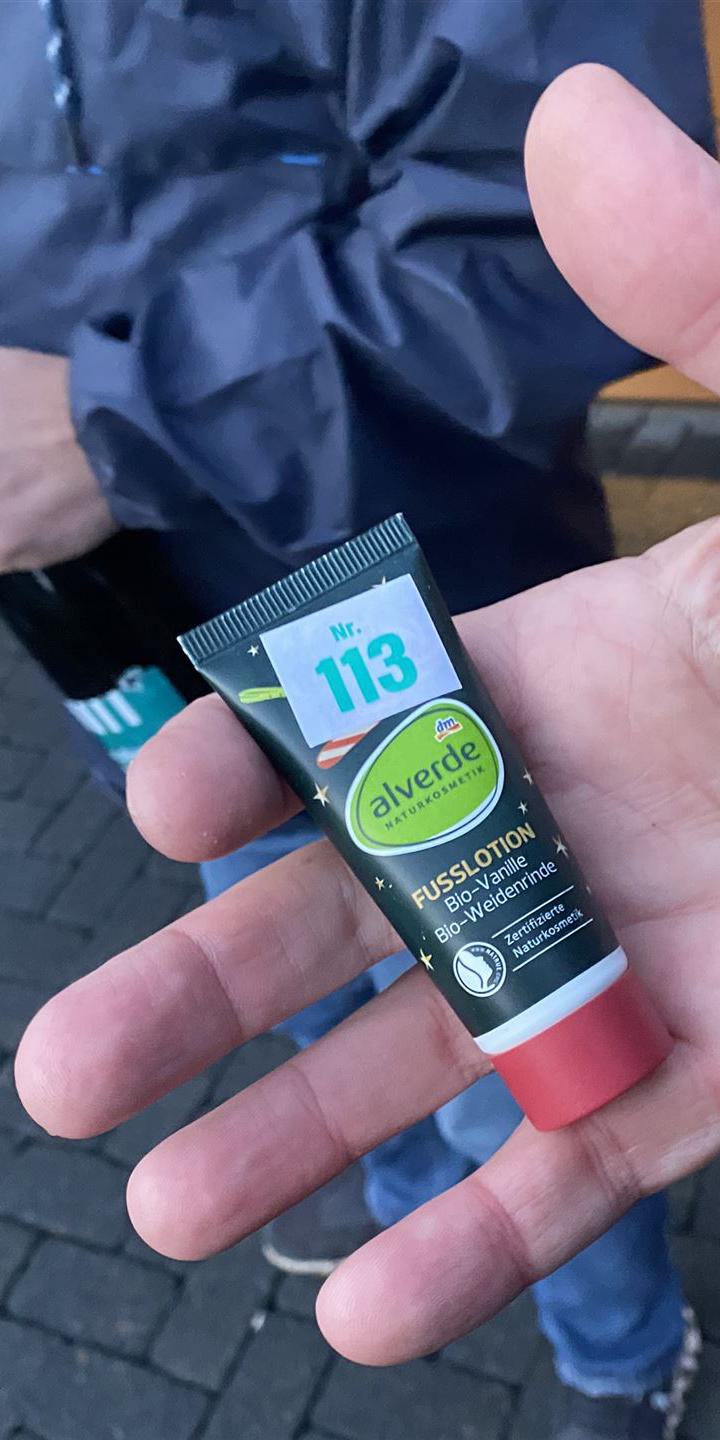 Nr.
113
dm
alverde
NATURKOSMETIK
FUSSLOTION
Bio-Vanille
Bio-Weidenrinde
Zertifizierte
Naturkosmetik